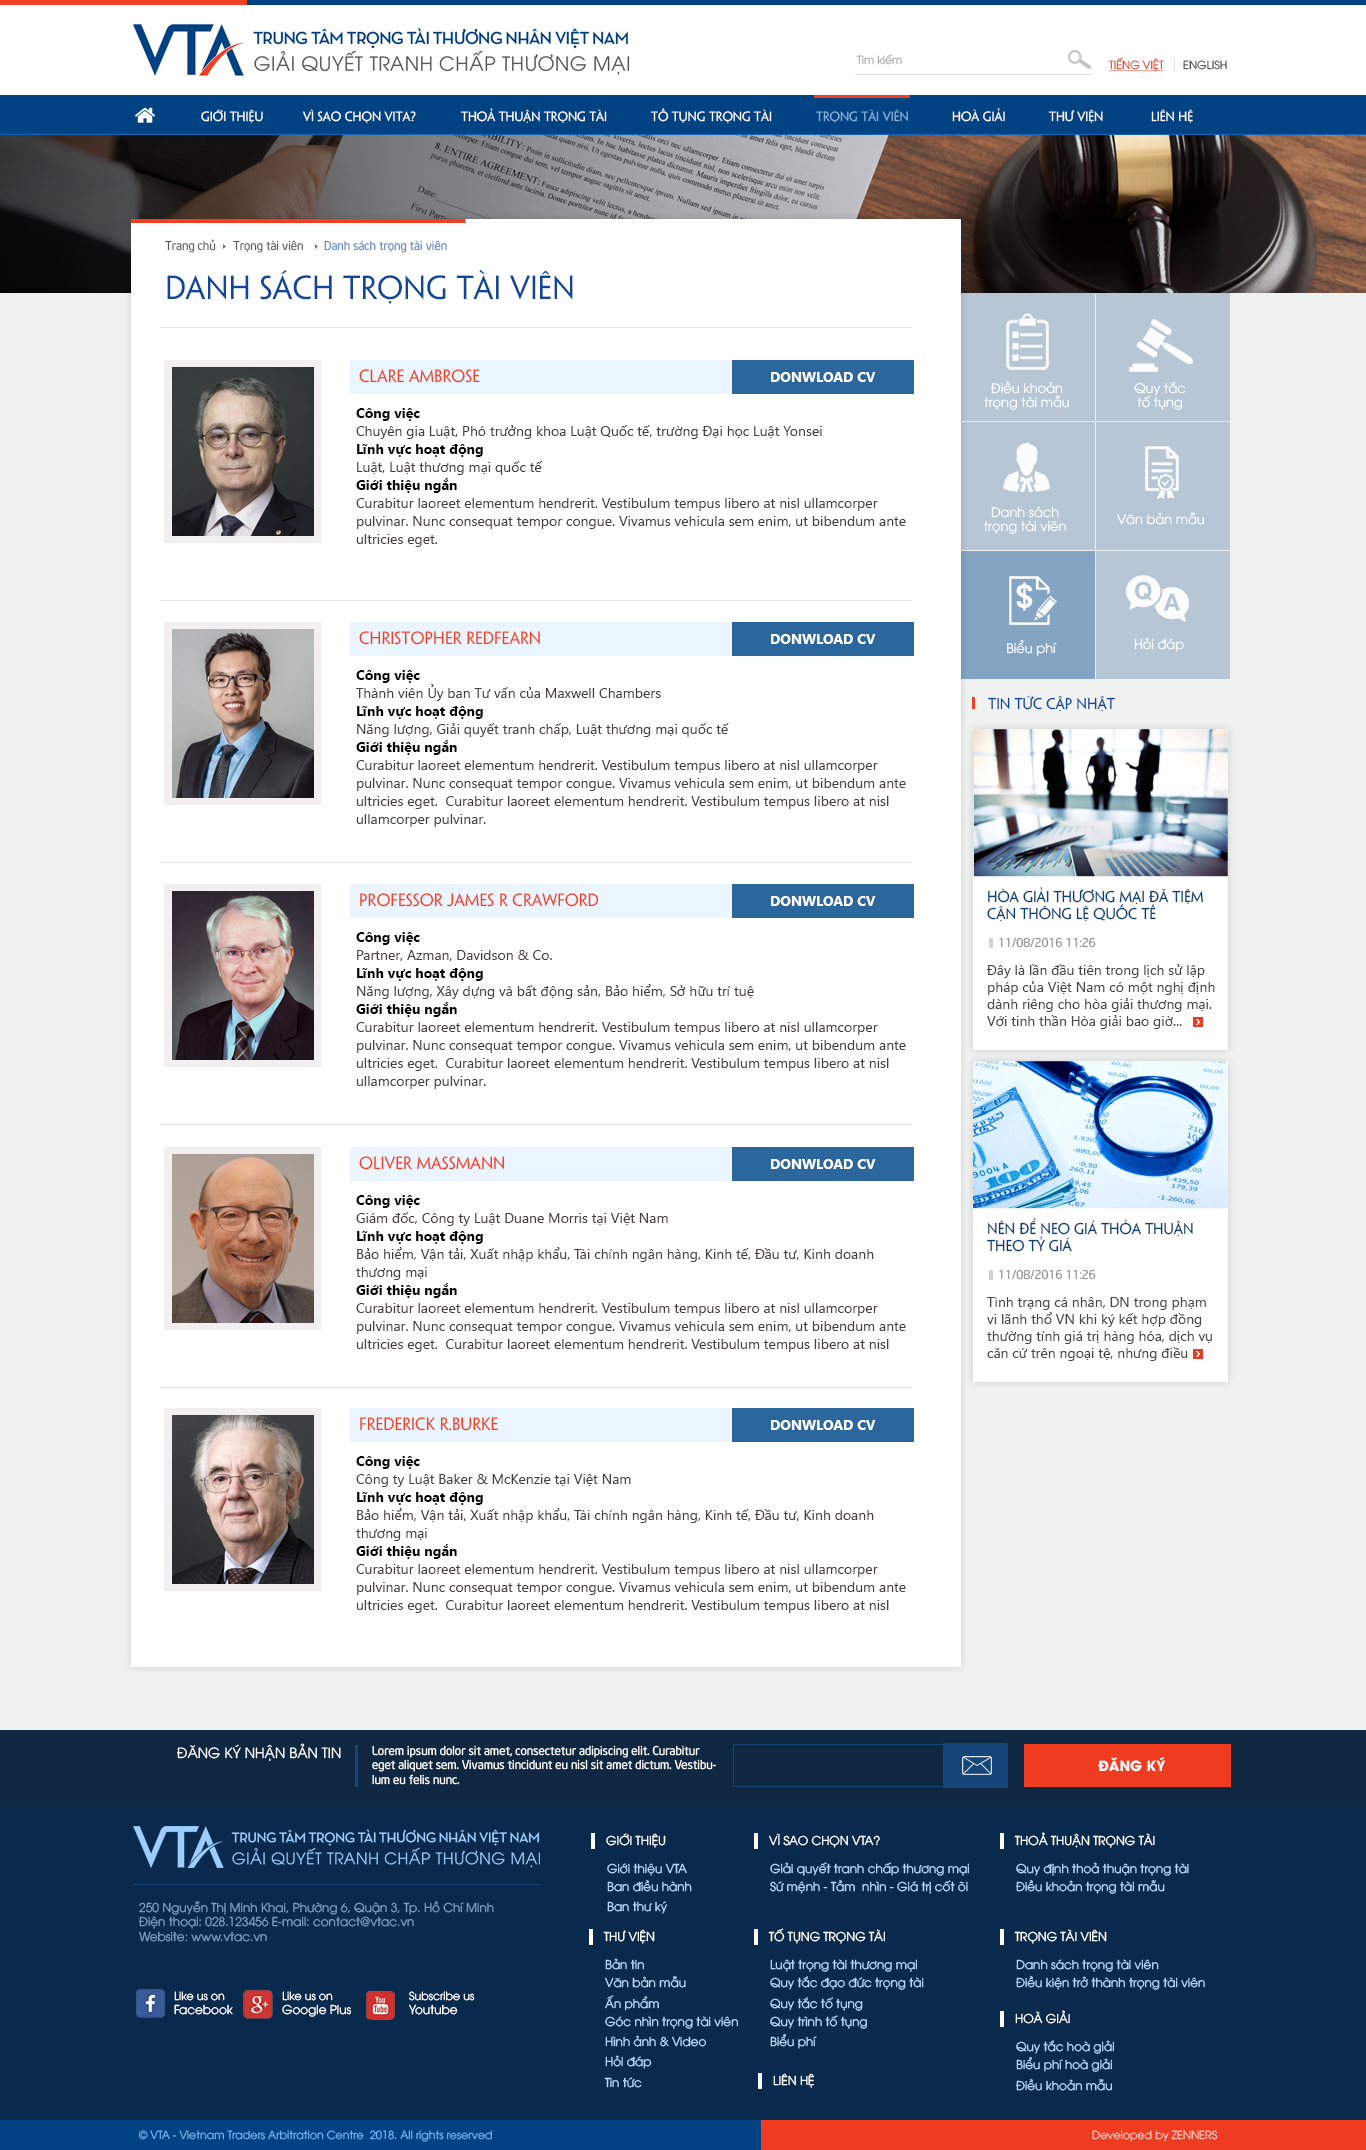 VTA
TRUNG TÂM TRỌNG TÀI THƯƠNG NHÂN VIỆT NAM
GIẢI QUYẾT TRANH CHẤP THƯƠNG MẠI
Tìm kiếm
TIẾNG VIỆT
ENGLISH
GIỚI THIỆU
VÌ SAO CHỌN VITA?
THOẢ THUẬN TRỌNG TÀI
TỐ TỤNG TRỌNG TÀI
TRỌNG TÀI VIÊN
HOÀ GIẢI
THƯ VIỆN
LIÊN HỆ
8. ENTIRE AGREEMENT:
Date:
Trang chủ
Trọng tài viên
Danh sách trọng tài viên
DANH SÁCH TRỌNG TÀI VIÊN
CLARE AMBROSE
DONWLOAD CV
Công việc
Chuyên gia Luật, Phó trưởng khoa Luật Quốc tế, trường Đại học Luật Yonsei
Lĩnh vực hoạt động
Luật, Luật thương mại quốc tế
Giới thiệu ngắn
Curabitur laoreet elementum hendrerit. Vestibulum tempus libero at nisl ullamcorper
pulvinar. Nunc consequat tempor congue. Vivamus vehicula sem enim, ut bibendum ante
ultricies eget.
CHRISTOPHER REDFEARN
DONWLOAD CV
Công việc
Thành viên Ủy ban Tư vấn của Maxwell Chambers
Lĩnh vực hoạt động
Năng lượng, Giải quyết tranh chấp, Luật thương mại quốc tế
Giới thiệu ngắn
Curabitur laoreet elementum hendrerit. Vestibulum tempus libero at nisl ullamcorper
pulvinar. Nunc consequat tempor congue. Vivamus vehicula sem enim, ut bibendum ante
ultricies eget.  Curabitur laoreet elementum hendrerit. Vestibulum tempus libero at nisl
ullamcorper pulvinar.
PROFESSOR JAMES R CRAWFORD
DONWLOAD CV
Công việc
Partner, Azman, Davidson & Co.
Lĩnh vực hoạt động
Năng lượng, Xây dựng và bất động sản, Bảo hiểm, Sở hữu trí tuệ
Giới thiệu ngắn
Curabitur laoreet elementum hendrerit. Vestibulum tempus libero at nisl ullamcorper
pulvinar. Nunc consequat tempor congue. Vivamus vehicula sem enim, ut bibendum ante
ultricies eget.  Curabitur laoreet elementum hendrerit. Vestibulum tempus libero at nisl
ullamcorper pulvinar.
OLIVER MASSMANN
DONWLOAD CV
Công việc
Giám đốc, Công ty Luật Duane Morris tại Việt Nam
Lĩnh vực hoạt động
Bảo hiểm, Vận tải, Xuất nhập khẩu, Tài chính ngân hàng, Kinh tế, Đầu tư, Kinh doanh
thương mại
Giới thiệu ngắn
Curabitur laoreet elementum hendrerit. Vestibulum tempus libero at nisl ullamcorper
pulvinar. Nunc consequat tempor congue. Vivamus vehicula sem enim, ut bibendum ante
ultricies eget.  Curabitur laoreet elementum hendrerit. Vestibulum tempus libero at nisl
FREDERICK R.BURKE
DONWLOAD CV
Công việc
Công ty Luật Baker & McKenzie tại Việt Nam
Lĩnh vực hoạt động
Bảo hiểm, Vận tải, Xuất nhập khẩu, Tài chính ngân hàng, Kinh tế, Đầu tư, Kinh doanh
thương mại
Giới thiệu ngắn
Curabitur laoreet elementum hendrerit. Vestibulum tempus libero at nisl ullamcorper
pulvinar. Nunc consequat tempor congue. Vivamus vehicula sem enim, ut bibendum ante
ultricies eget.  Curabitur laoreet elementum hendrerit. Vestibulum tempus libero at nisl
Điều khoản
trọng tài mẫu
Quy tắc
tố tụng
Danh sách
trọng tài viên
Văn bản mẫu
$
Biểu phí
Q A
Hỏi đáp
TIN TỨC CẬP NHẬT
HÒA GIẢI THƯƠNG MẠI ĐÃ TIỆM
CẬN THÔNG LỆ QUỐC TẾ
11/08/2016 11:26
Đây là lần đầu tiên trong lịch sử lập
pháp của Việt Nam có một nghị định
dành riêng cho hòa giải thương mại.
Với tinh thần Hòa giải bao giờ...
NÊN ĐỂ NEO GIÁ THỎA THUẬN
THEO TỶ GIÁ
11/08/2016 11:26
Tình trạng cá nhân, DN trong phạm
vi lãnh thổ VN khi ký kết hợp đồng
thường tính giá trị hàng hóa, dịch vụ
căn cứ trên ngoại tệ, nhưng điều
ĐĂNG KÝ NHẬN BẢN TIN
Lorem ipsum dolor sit amet, consectetur adipiscing elit. Curabitur
eget aliquet sem. Vivamus tincidunt eu nisl sit amet dictum. Vestibu-
lum eu felis nunc.
ĐĂNG KÝ
VTA
TRUNG TÂM TRỌNG TÀI THƯƠNG NHÂN VIỆT NAM
GIẢI QUYẾT TRANH CHẤP THƯƠNG MẠI
250 Nguyễn Thị Minh Khai, Phường 6, Quận 3, Tp. Hồ Chí Minh
Điện thoại: 028.123456 E-mail: contact@vtac.vn
Website: www.vtac.vn
Like us on
Facebook
Like us on
Google Plus
Subscribe us
Youtube
GIỚI THIỆU
Giới thiệu VTA
Ban điều hành
Ban thư ký
THƯ VIỆN
Bản tin
Văn bản mẫu
Ấn phẩm
Góc nhìn trọng tài viên
Hình ảnh & Video
Hỏi đáp
Tin tức
VÌ SAO CHỌN VTA?
Giải quyết tranh chấp thương mại
Sứ mệnh - Tầm  nhìn - Giá trị cốt õi
TỐ TỤNG TRỌNG TÀI
Luật trọng tài thương mại
Quy tắc đạo đức trọng tài
Quy tắc tố tụng
Quy trình tố tụng
Biểu phí
LIÊN HỆ
THOẢ THUẬN TRỌNG TÀI
Quy định thoả thuận trọng tài
Điều khoản trọng tài mẫu
TRỌNG TÀI VIÊN
Danh sách trọng tài viên
Điều kiện trở thành trọng tài viên
HOÀ GIẢI
Quy tắc hoà giải
Biểu phí hoà giải
Điều khoản mẫu
© VTA - Vietnam Traders Arbitration Centre  2018. All rights reserved
Developed by ZENNERS